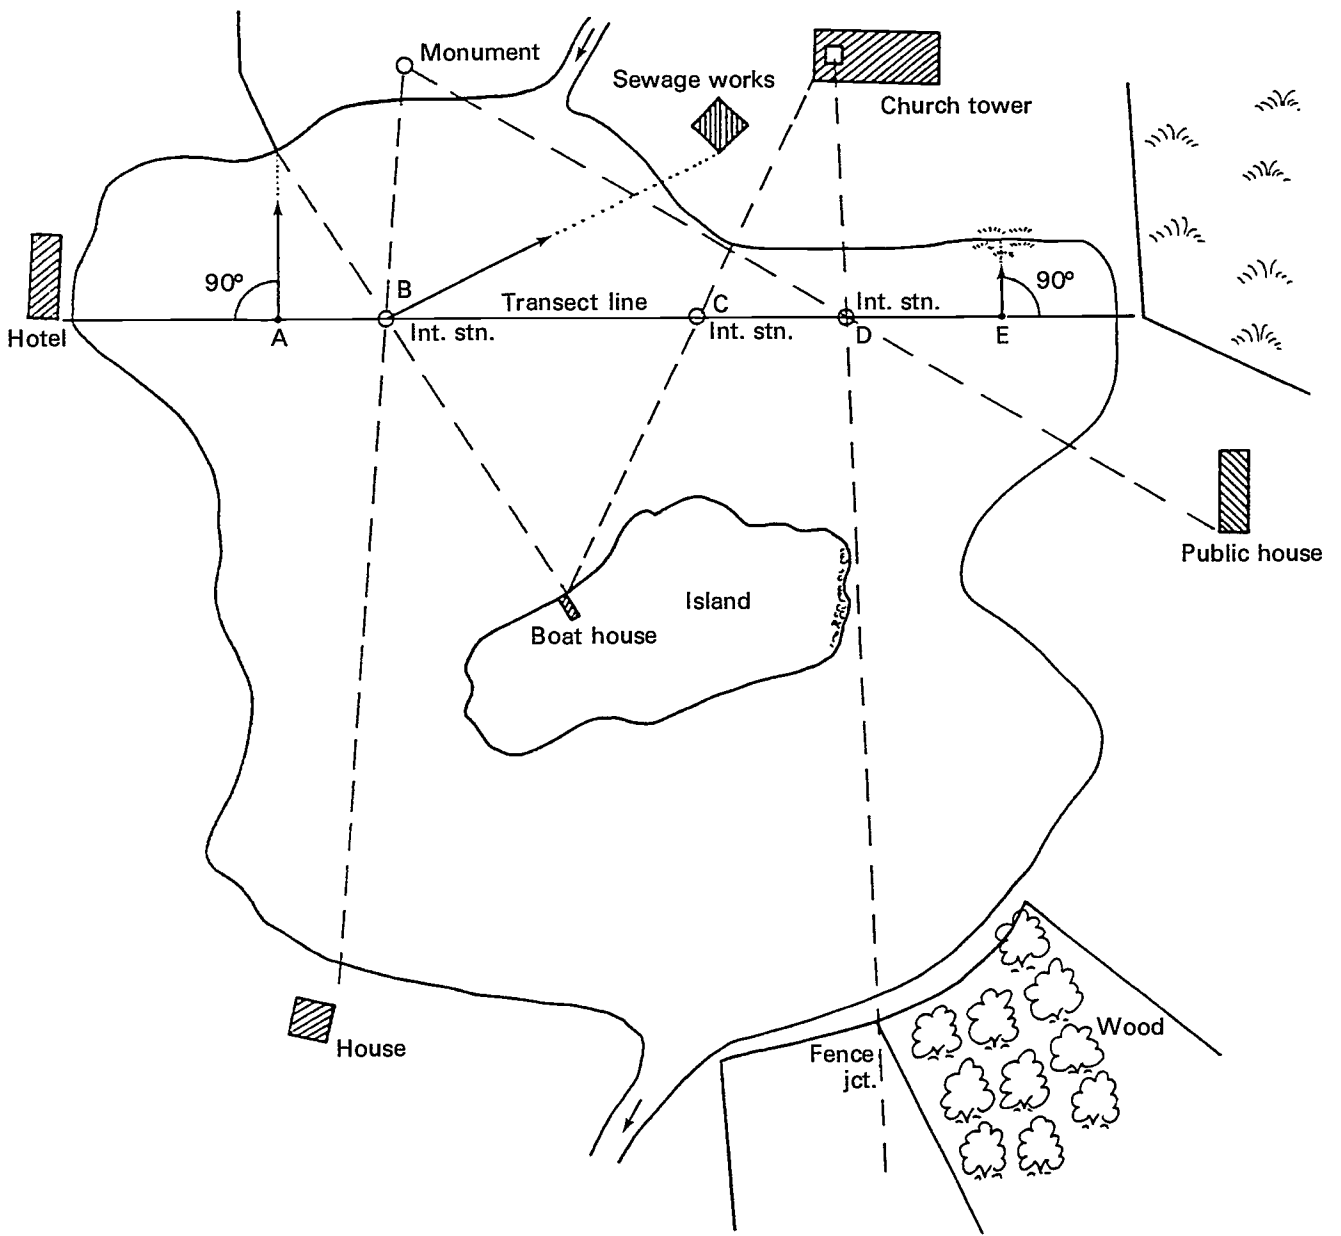 Monument
Sewage works
Church tower
90°
B
Transect line
C
Int. stn.
90°
Hotel
A
Int. stn.
Int. stn.
D
E
Public house
Island
Boat house
Wood
House
Fence
jct.